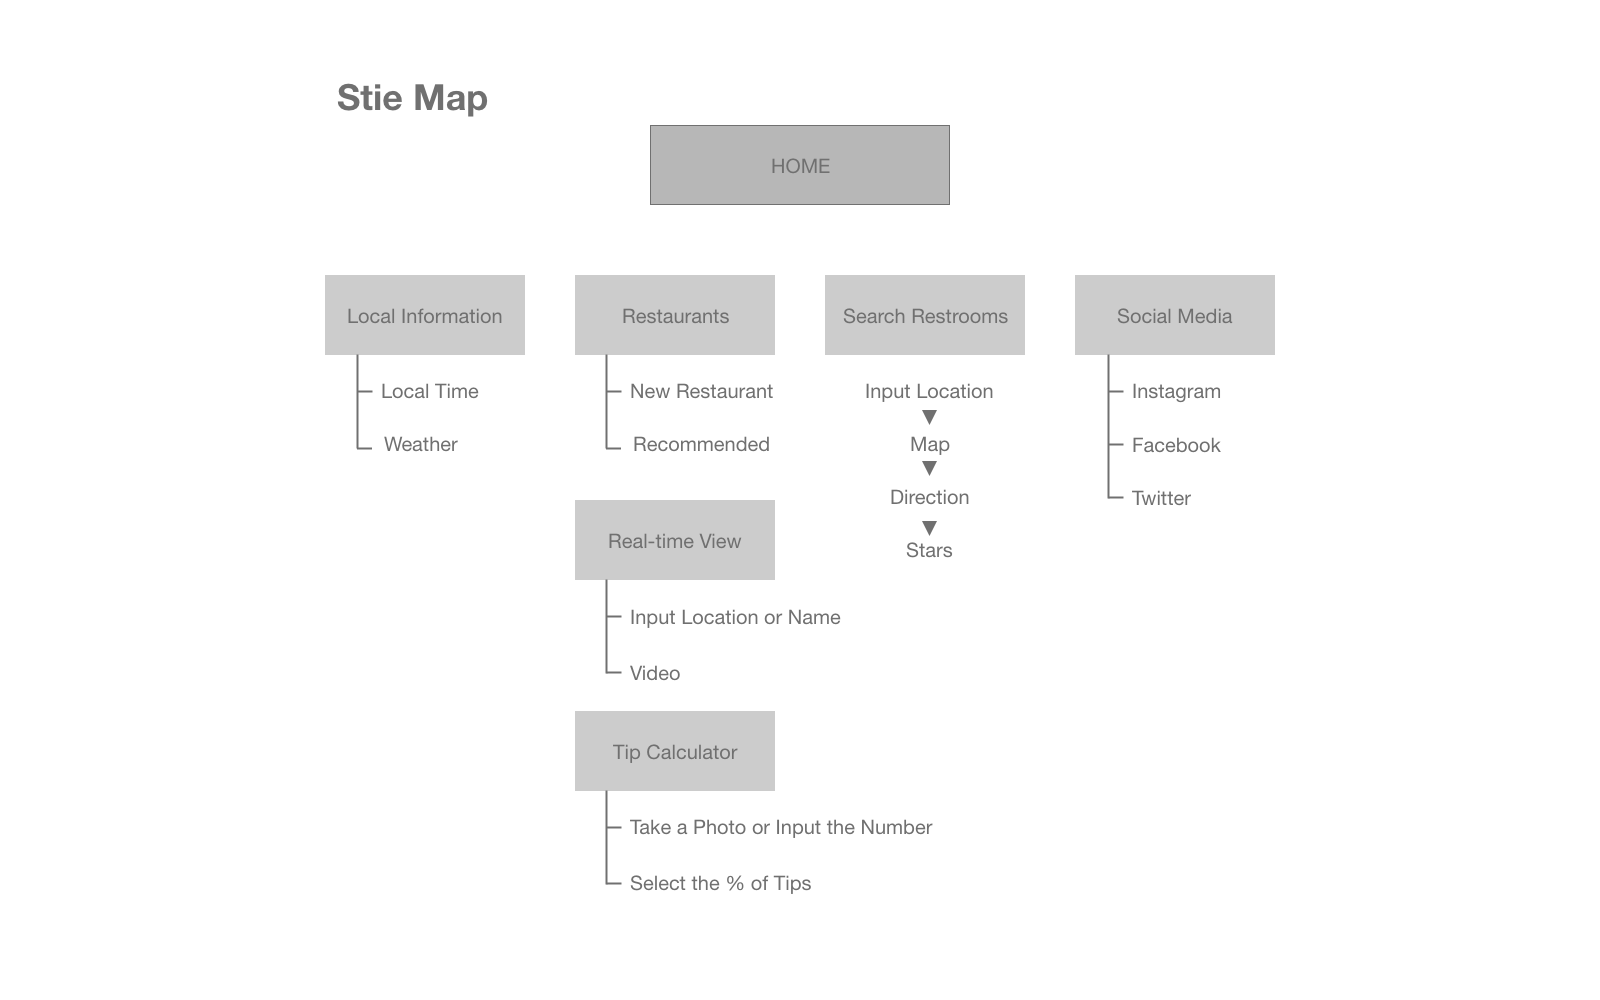 Stie Map
HOME
Local Information
Local Time
Weather
Restaurants
New Restaurant
Recommended
Real-time View
Input Location or Name
Video
Tip Calculator
Take a Photo or Input the Number
Select the % of Tips
Search Restrooms
Input Location
Map
Direction
Stars
Social Media
Instagram
Facebook
Twitter